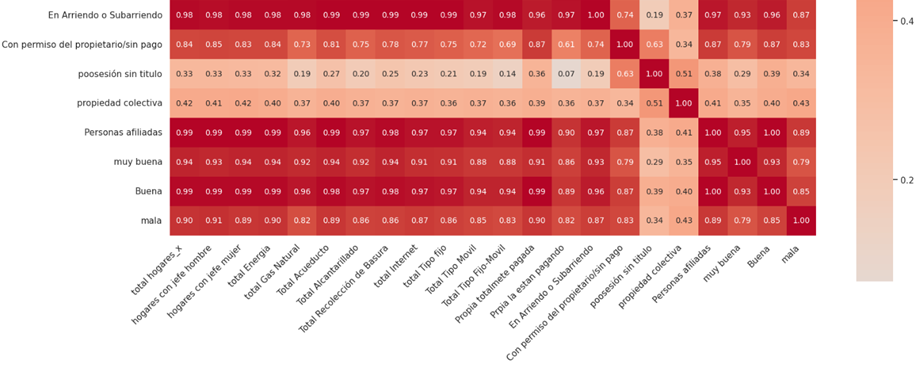 En Arriendo o Subarriendo 0.98 0.98 0.98 0.98 0.98 0.99 0.99 0.98 0.99 0.99 0.97 0.98 0.96 0.97 1.00 0.74 0.19 0.37 0.97 0.93 0.96 0.87
0.4
Con permiso del propietario/sin pago 0.84 0.85 0.83 0.84 0.73 0.81 0.75 0.78 0.77 0.75 0.72 0.69 0.87 0.61 0.74 1.00 0.63 0.34 0.87 0.79 0.87 0.83
poosesión sin titulo 0.33 0.33 0.33 0.32 0.19 0.27 0.20 0.25 0.23 0.21 0.19 0.14 0.36 0.07 0.19 0.63 1.00 0.51 0.38 0.29 0.39 0.34
propiedad colectiva 0.42 0.41 0.42 0.40 0.37 0.40 0.37 0.37 0.37 0.36 0.37 0.36 0.39 0.36 0.37 0.34 0.51 1.00 0.41 0.35 0.40 0.43
Personas afiliadas 0.99 0.99 0.99 0.99 0.96 0.99 0.97 0.98 0.97 0.97 0.94 0.94 0.99 0.90 0.97 0.87 0.38 0.41 1.00 0.95 1.00 0.89
muy buena 0.94 0.93 0.94 0.94 0.92 0.94 0.92 0.94 0.91 0.91 0.88 0.88 0.91 0.86 0.93 0.79 0.29 0.35 0.95 1.00 0.93 0.79
0.2
Buena 0.99 0.99 0.99 0.99 0.96 0.98 0.97 0.98 0.97 0.97 0.94 0.94 0.99 0.89 0.96 0.87 0.39 0.40 1.00 0.93 1.00 0.85
mala 0.90 0.91 0.89 0.90 0.82 0.89 0.86 0.86 0.87 0.86 0.85 0.83 0.90 0.82 0.87 0.83 0.34 0.43 0.89 0.79 0.85 1.00
total hogares_x
hogares con jefe hombre
hogares con jefe mujer
total Energia
total Gas Natural
Total Acueducto
Total Alcantarillado
Total Recolección de Basura
total Internet
total Tipo fijo
Total Tipo Movil
Total Tipo Fijo-Movil
Propia totalmete pagada
Prpia la estan pagando
En Arriendo o Subarriendo
Con permiso del propietario/sin pago
poosesión sin titulo
propiedad colectiva
Personas afiliadas
muy buena
Buena
mala